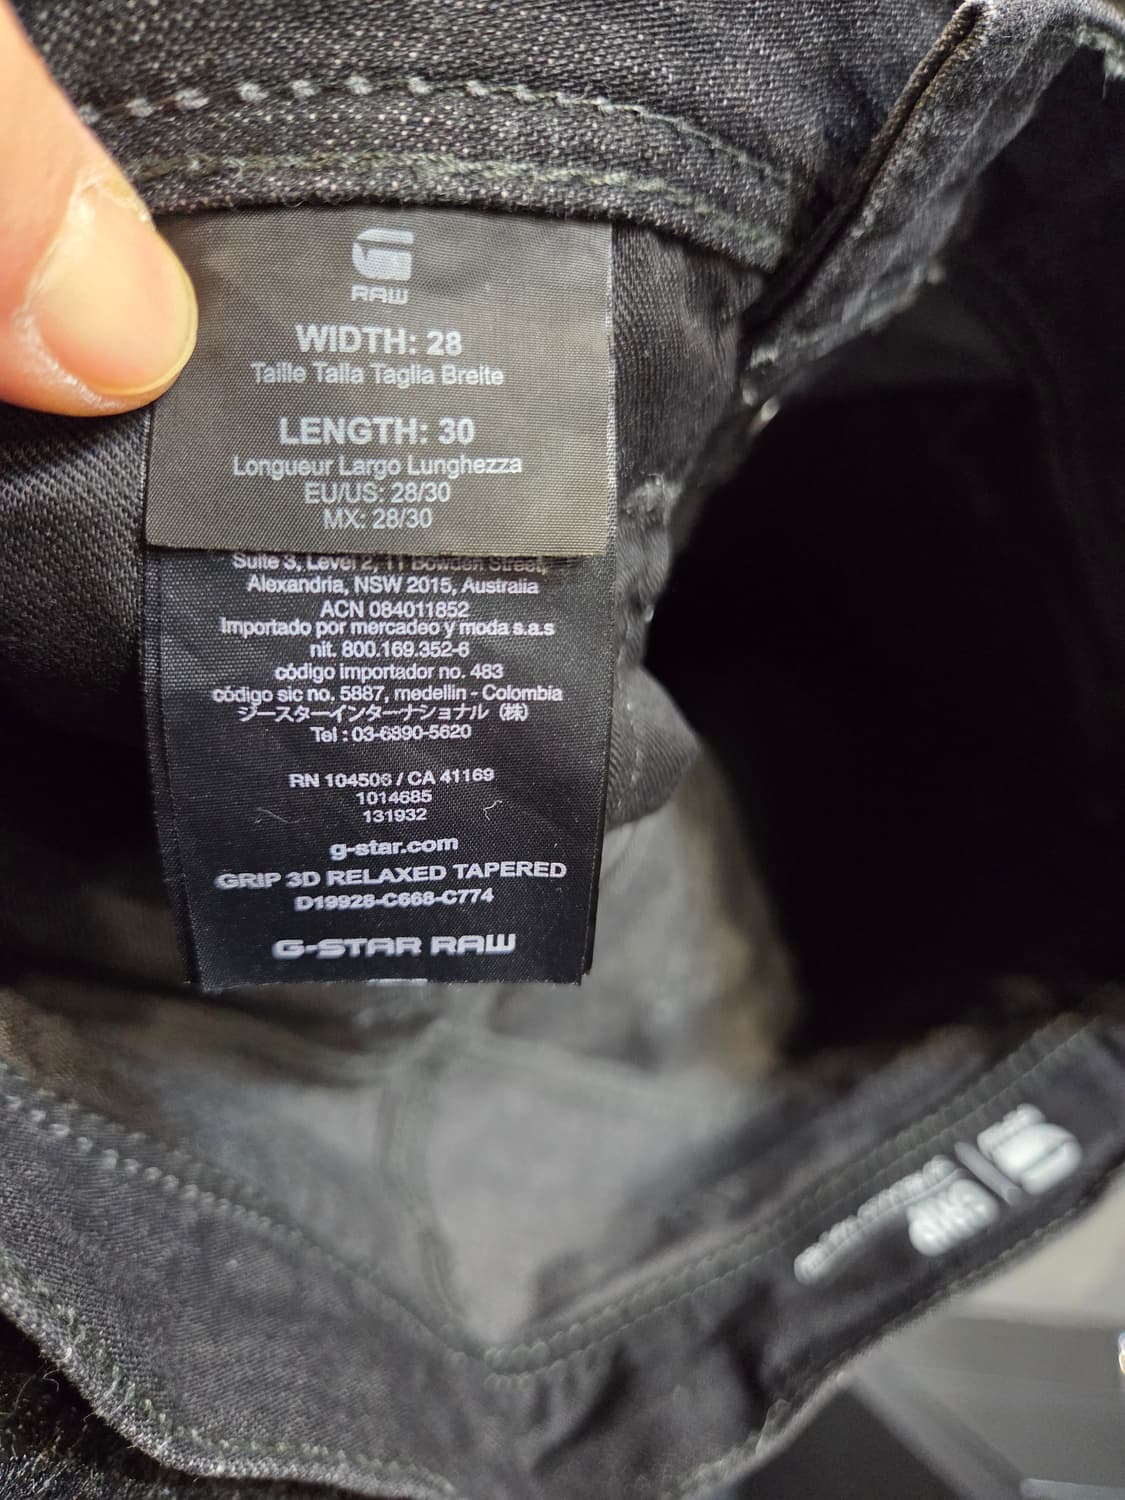 G
RAW
WIDTH: 28
Taille Talla Taglia Breite
LENGTH: 30
Longueur Largo Lunghezza
EU/US: 28/30
MX: 28/30
Suite 3, Level 2, 11 Bowden Street,
Alexandria, NSW 2015, Australia
ACN 084011852
Importado por mercadeo y moda s.a.s
nit. 800.169.352-6
código importador no. 483
código sic no. 5887, medellin - Colombia
ジースターインターナショナル（株）
Tel : 03-6890-5620
RN 104506 / CA 41169
1014685
131932
g-star.com
GRIP 3D RELAXED TAPERED
D19928-C668-C774
G-STAR RAW
GRIP